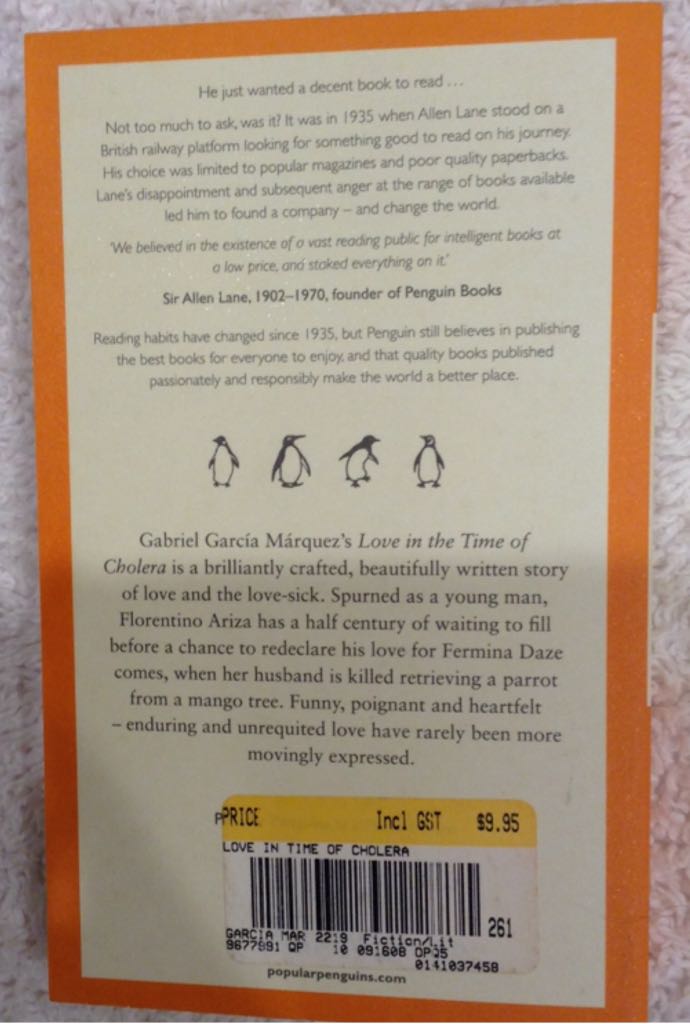 He just wanted a decent book to read ...
Not too much to ask, was it? It was in 1935 when Allen Lane stood on a
British railway platform looking for something good to read on his journey.
His choice was limited to popular magazines and poor quality paperbacks.
Lane's disappointment and subsequent anger at the range of books available
led him to found a company – and change the world.
'We believed in the existence of a vast reading public for intelligent books at
a low price, and staked everything on it.'
Sir Allen Lane, 1902–1970, founder of Penguin Books
Reading habits have changed since 1935, but Penguin still believes in publishing
the best books for everyone to enjoy, and that quality books published
passionately and responsibly make the world a better place.
Gabriel García Márquez's Love in the Time of
Cholera is a brilliantly crafted, beautifully written story
of love and the love-sick. Spurned as a young man,
Florentino Ariza has a half century of waiting to fill
before a chance to redeclare his love for Fermina Daze
comes, when her husband is killed retrieving a parrot
from a mango tree. Funny, poignant and heartfelt
– enduring and unrequited love have rarely been more
movingly expressed.
PRICE Incl GST $9.95
LOVE IN TIME OF CHOLERA
261
GARCIA MAR 2219 Fiction/Lit
9677991 QP 10 091608 OP25
0141037458
popularpenguins.com